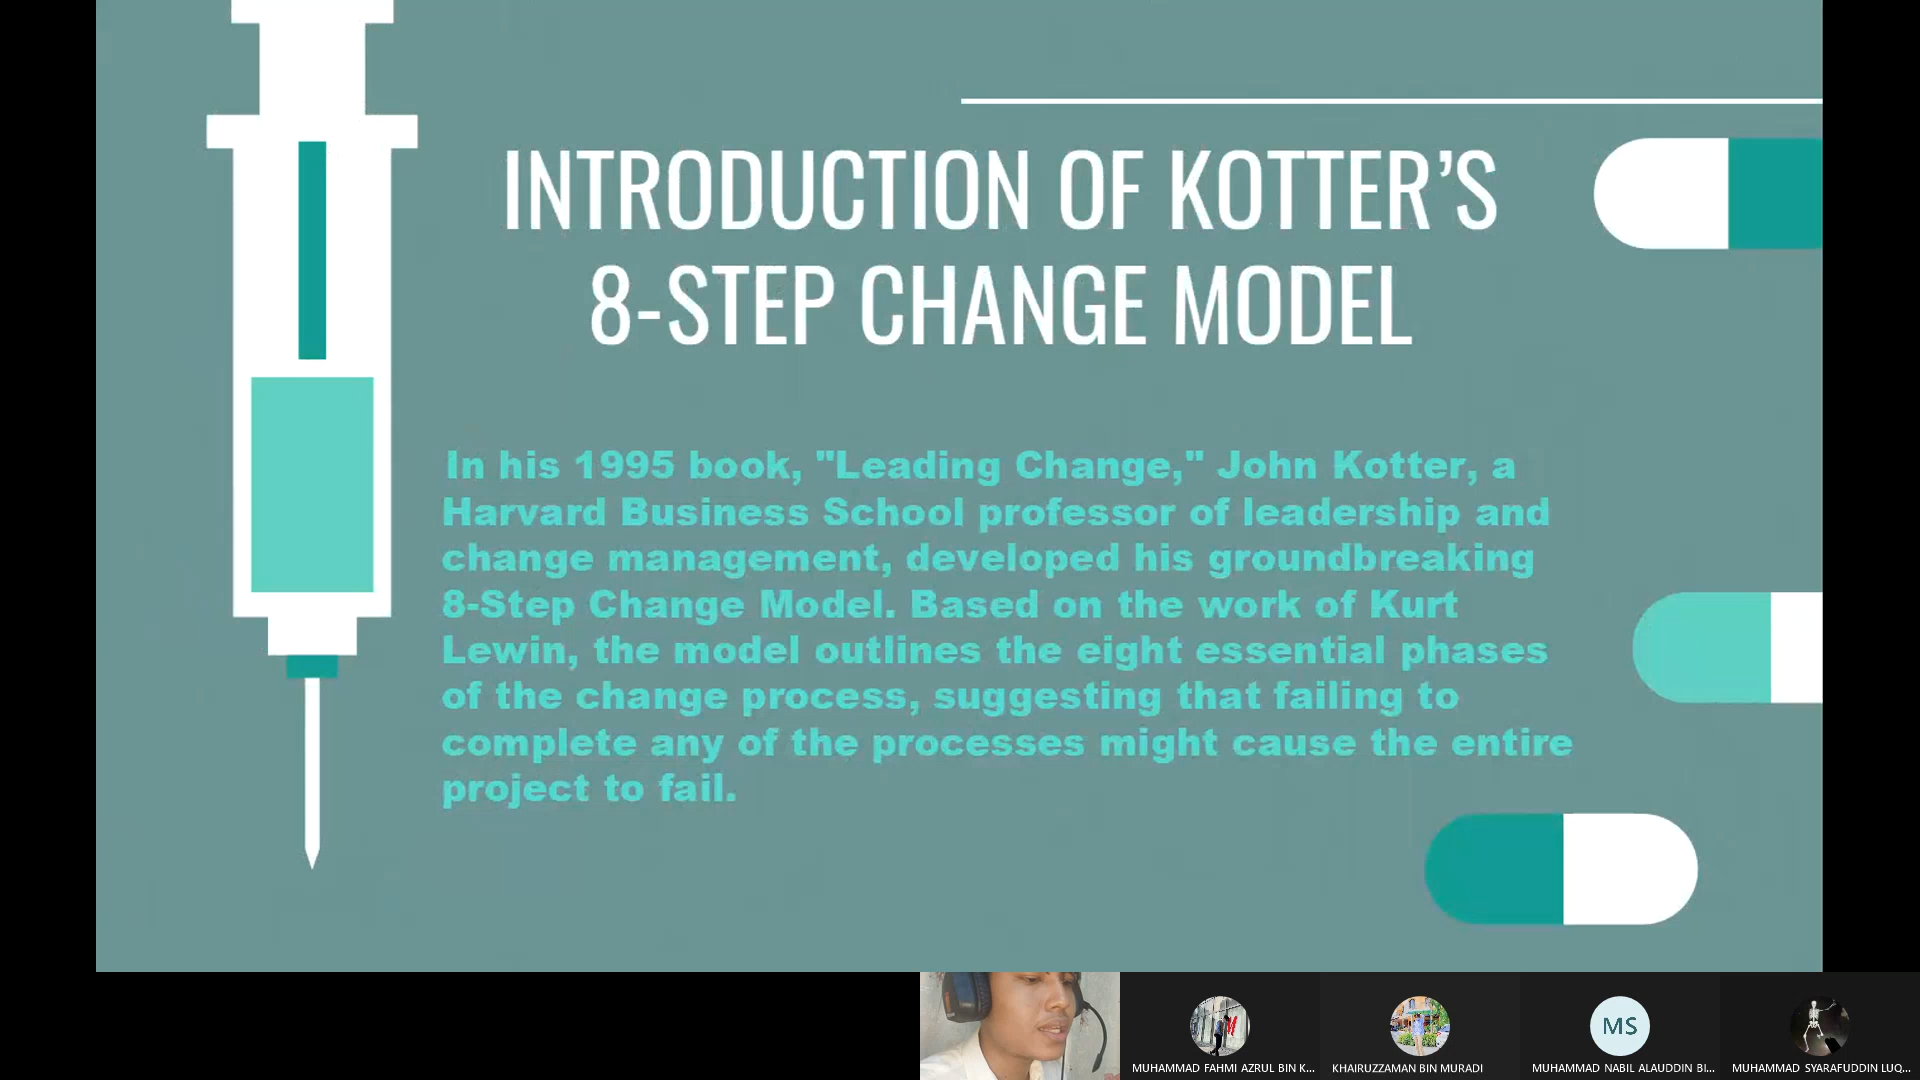 INTRODUCTION OF KOTTER’S
8-STEP CHANGE MODEL
In his 1995 book, "Leading Change," John Kotter, a
Harvard Business School professor of leadership and
change management, developed his groundbreaking
8-Step Change Model. Based on the work of Kurt
Lewin, the model outlines the eight essential phases
of the change process, suggesting that failing to
complete any of the processes might cause the entire
project to fail.
MS
MUHAMMAD FAHMI AZRUL BIN K...
KHAIRUZZAMAN BIN MURADI
MUHAMMAD NABIL ALAUDDIN BI...
MUHAMMAD SYARAFUDDIN LUQ...